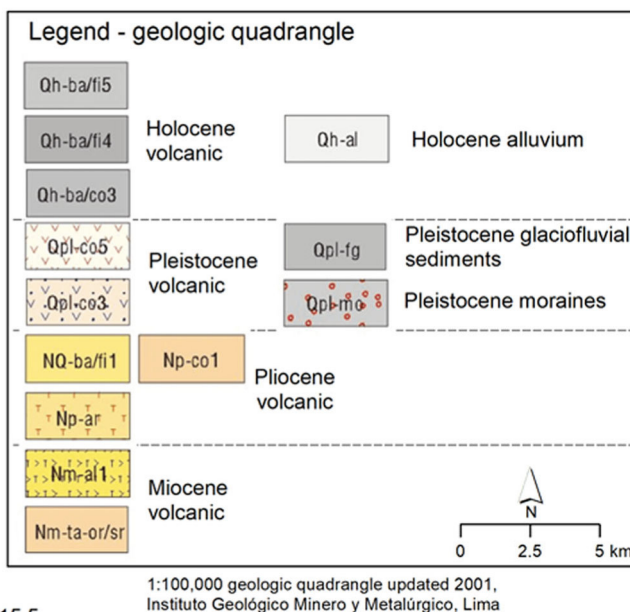 Legend - geologic quadrangle
Qh-ba/fi5
Qh-ba/fi4
Qh-ba/co3
Holocene
volcanic
Qh-al
Holocene alluvium
Qpl-co5
Qpl-co3
Pleistocene
volcanic
Qpl-fg
Pleistocene glaciofluvial
sediments
Qpl-mo
Pleistocene moraines
NQ-ba/fi1
Np-co1
Np-ar
Pliocene
volcanic
Nm-al1
Nm-ta-or/sr
Miocene
volcanic
N
0 2.5 5 km
1:100,000 geologic quadrangle updated 2001,
Instituto Geológico Minero y Metalúrgico, Lima